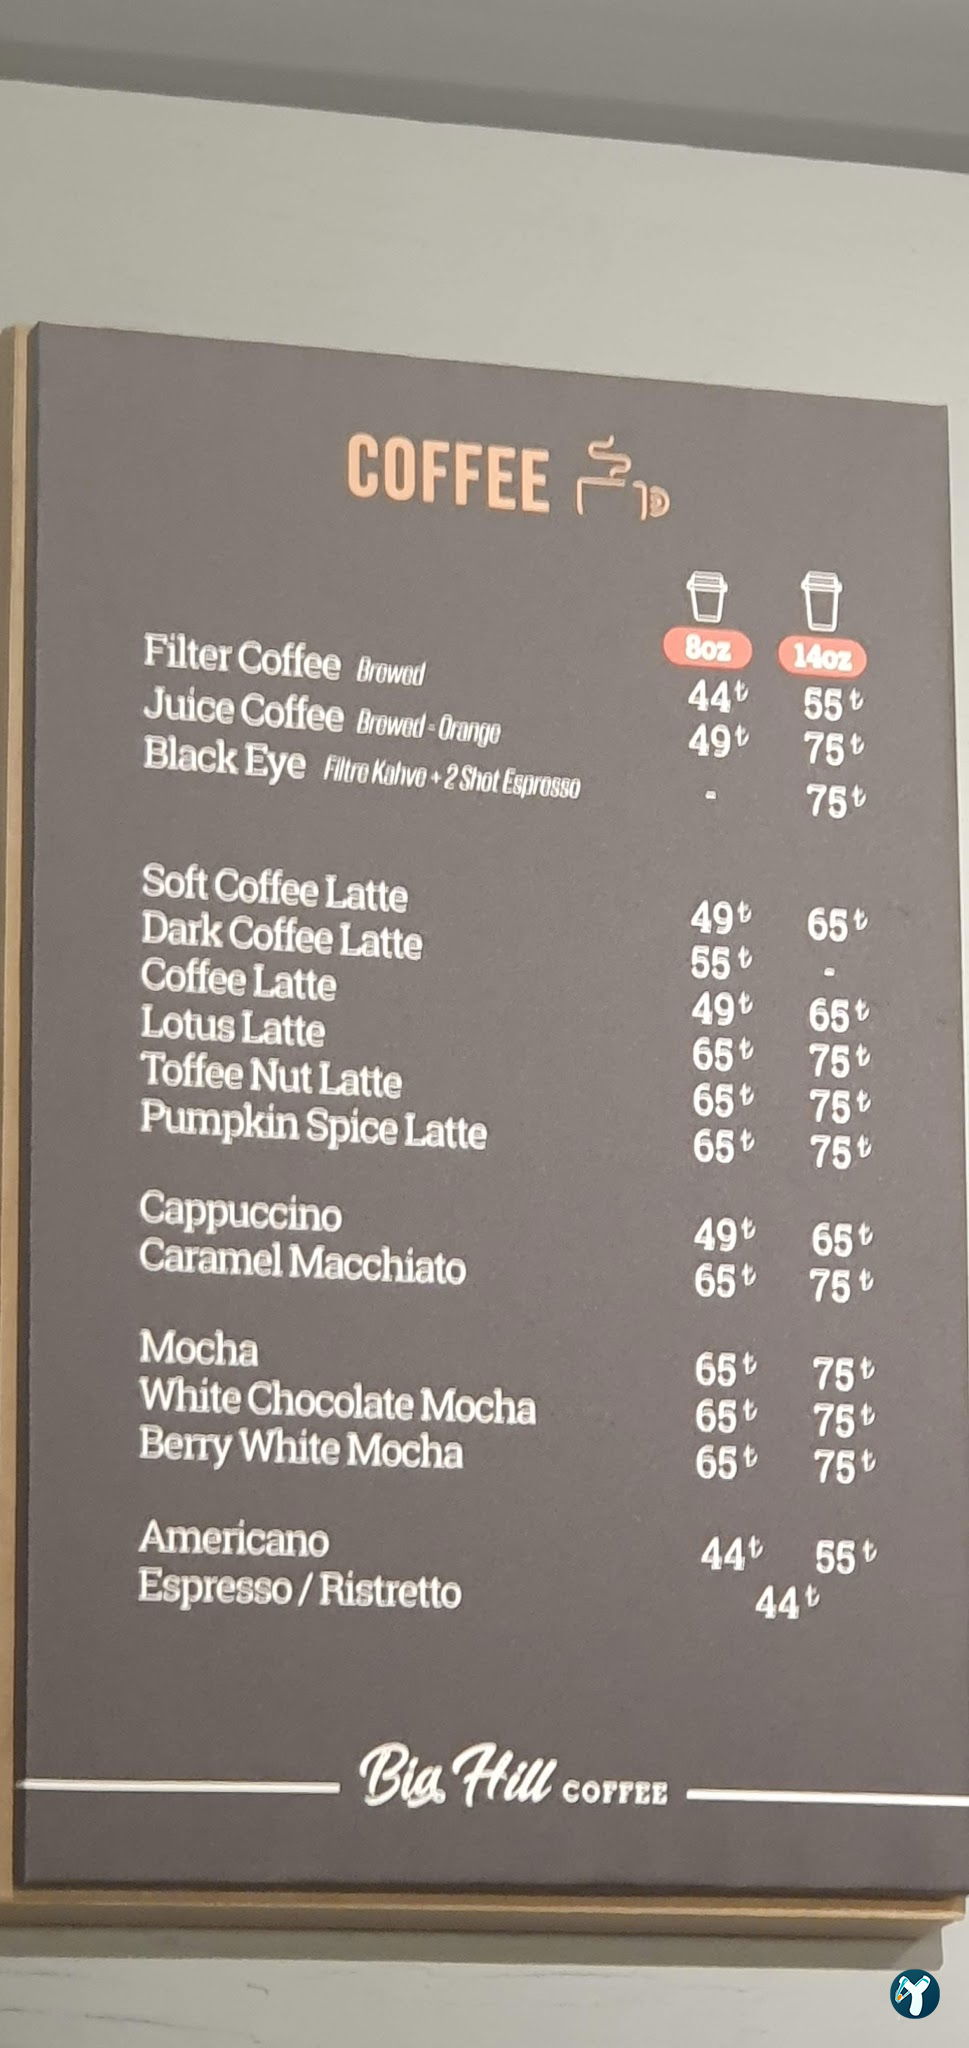 COFFEE
8oz 14oz
Filter Coffee Brewed 44₺ 55₺
Juice Coffee Brewed - Orange 49₺ 75₺
Black Eye Filtre Kahve + 2 Shot Espresso - 75₺
Soft Coffee Latte 49₺ 65₺
Dark Coffee Latte 55₺ -
Coffee Latte 49₺ 65₺
Lotus Latte 65₺ 75₺
Toffee Nut Latte 65₺ 75₺
Pumpkin Spice Latte 65₺ 75₺
Cappuccino 49₺ 65₺
Caramel Macchiato 65₺ 75₺
Mocha 65₺ 75₺
White Chocolate Mocha 65₺ 75₺
Berry White Mocha 65₺ 75₺
Americano 44₺ 55₺
Espresso / Ristretto 44₺
Big Hill COFFEE